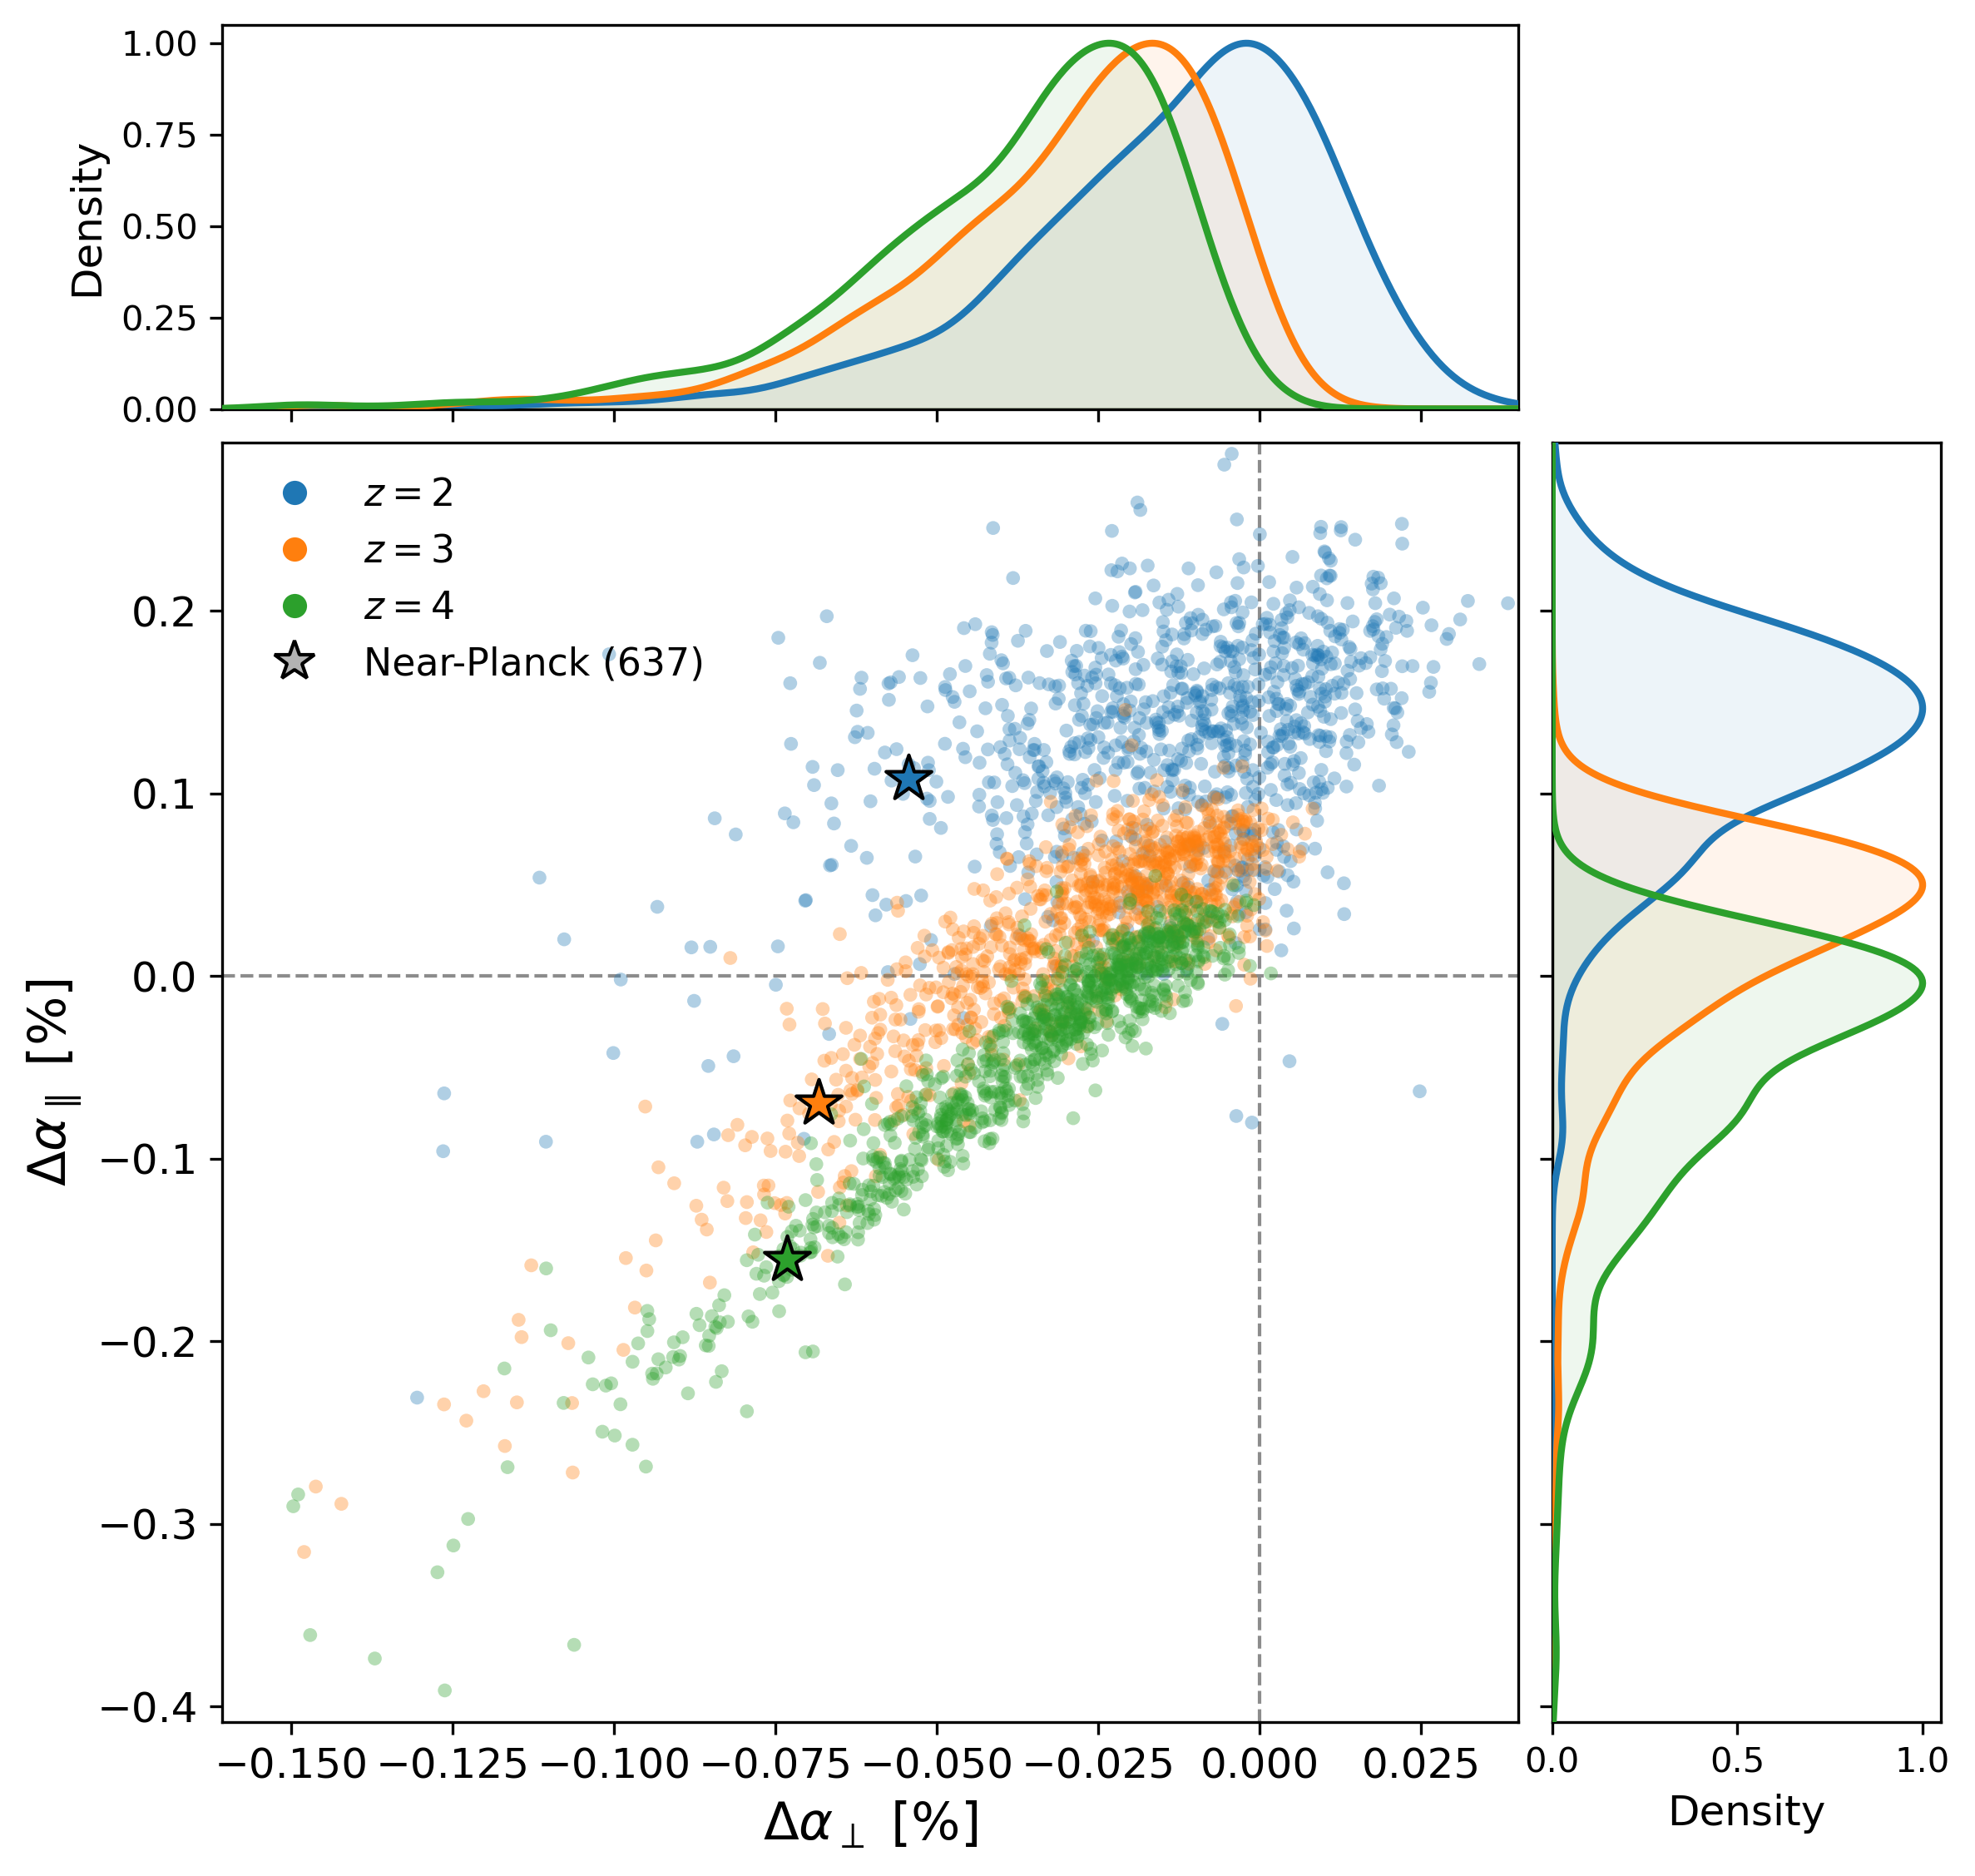 Density
1.00
0.75
0.50
0.25
0.00
z = 2
z = 3
z = 4
Near-Planck (637)
Δα∥ [%]
0.2
0.1
0.0
−0.1
−0.2
−0.3
−0.4
−0.150 −0.125 −0.100 −0.075 −0.050 −0.025 0.000 0.025
Δα⊥ [%]
0.0 0.5 1.0
Density